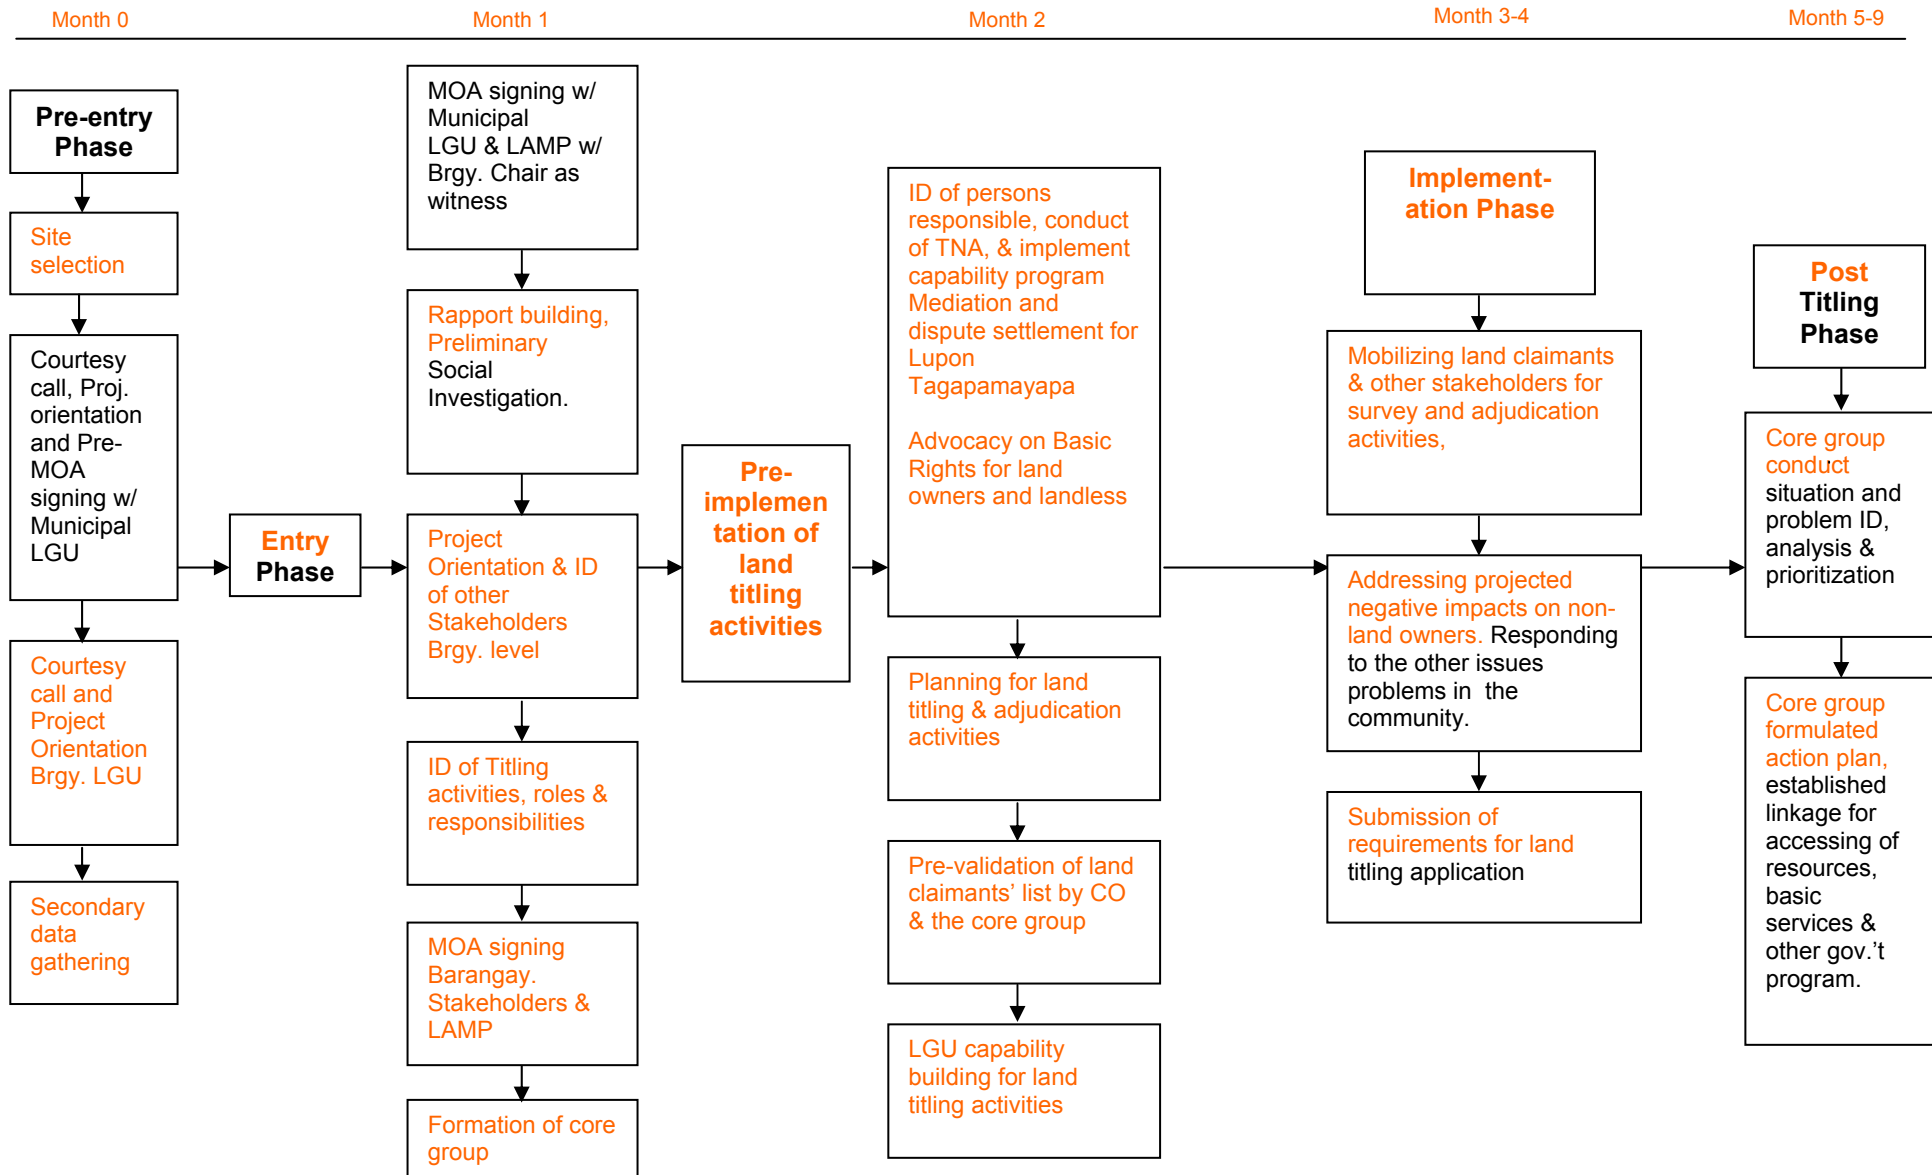 Month 0
Month 1
Month 2
Month 3-4
Month 5-9
Pre-entry
Phase
Site
selection
Courtesy
call, Proj.
orientation
and Pre-
MOA
signing w/
Municipal
LGU
Courtesy
call and
Project
Orientation
Brgy. LGU
Secondary
data
gathering
Entry
Phase
MOA signing w/
Municipal
LGU & LAMP w/
Brgy. Chair as
witness
Rapport building,
Preliminary
Social
Investigation.
Project
Orientation & ID
of other
Stakeholders
Brgy. level
ID of Titling
activities, roles &
responsibilities
MOA signing
Barangay.
Stakeholders &
LAMP
Formation of core
group
Pre-
implemen
tation of
land
titling
activities
ID of persons
responsible, conduct
of TNA, & implement
capability program
Mediation and
dispute settlement for
Lupon
Tagapamayapa
Advocacy on Basic
Rights for land
owners and landless
Planning for land
titling & adjudication
activities
Pre-validation of land
claimants’ list by CO
& the core group
LGU capability
building for land
titling activities
Implement-
ation Phase
Mobilizing land claimants
& other stakeholders for
survey and adjudication
activities,
Addressing projected
negative impacts on non-
land owners. Responding
to the other issues
problems in the
community.
Submission of
requirements for land
titling application
Post
Titling
Phase
Core group
conduct
situation and
problem ID,
analysis &
prioritization
Core group
formulated
action plan,
established
linkage for
accessing of
resources,
basic
services &
other gov.’t
program.